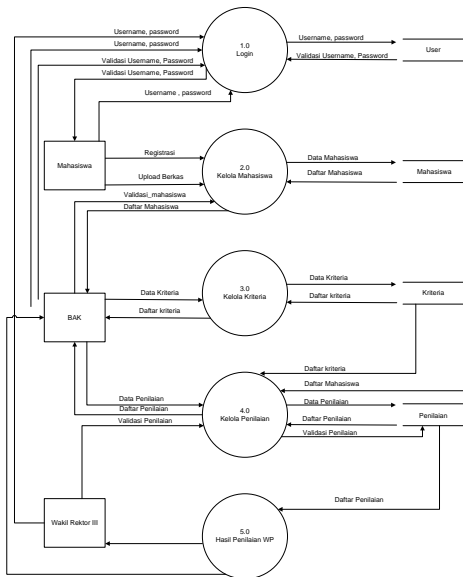 Username, password
Username, password
Validasi Username, Password
Validasi Username, Password
Username , password
1.0
Login
Username, password
Validasi Username, Password
User
Mahasiswa
Registrasi
Upload Berkas
Validasi_mahasiswa
Daftar Mahasiswa
2.0
Kelola Mahasiswa
Data Mahasiswa
Daftar Mahasiswa
Mahasiswa
BAK
Data Kriteria
Daftar kriteria
3.0
Kelola Kriteria
Data Kriteria
Daftar kriteria
Kriteria
Daftar kriteria
Daftar Mahasiswa
Data Penilaian
Daftar Penilaian
Validasi Penilaian
4.0
Kelola Penilaian
Data Penilaian
Daftar Penilaian
Validasi Penilaian
Penilaian
Daftar Penilaian
Wakil Rektor III
5.0
Hasil Penilaian WP